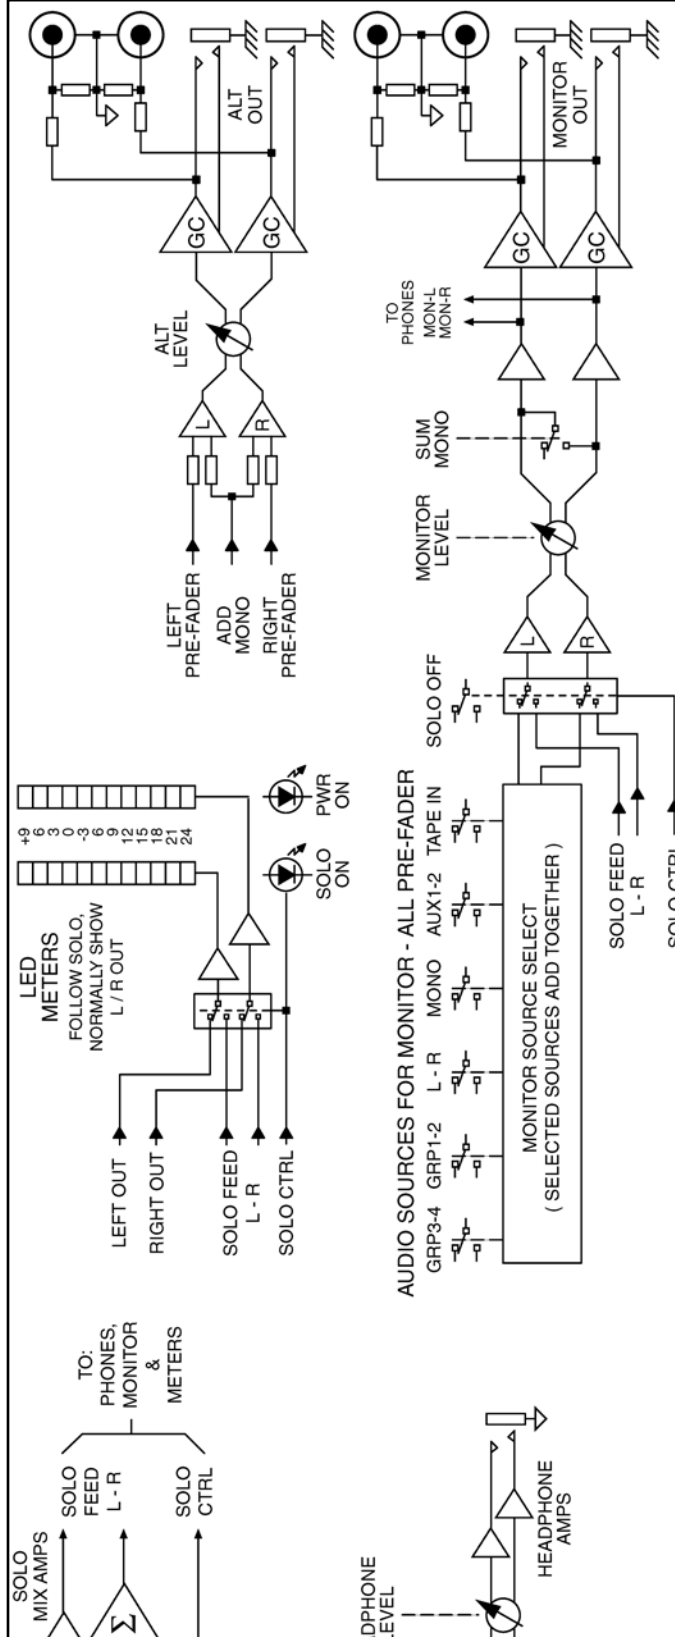 ALT
OUT
GC
GC
ALT
LEVEL
L
R
LEFT
PRE-FADER
ADD
MONO
RIGHT
PRE-FADER
MONITOR
OUT
GC
GC
TO
PHONES
MON-L
MON-R
SUM
MONO
MONITOR
LEVEL
L
R
SOLO OFF
+9
6
3
0
-3
6
9
12
15
18
21
24
LED
METERS
FOLLOW SOLO,
NORMALLY SHOW
L / R OUT
PWR
ON
SOLO
ON
LEFT OUT
RIGHT OUT
SOLO FEED
L - R
SOLO CTRL
AUDIO SOURCES FOR MONITOR - ALL PRE-FADER
GRP3-4
GRP1-2
L - R
MONO
AUX1-2
TAPE IN
MONITOR SOURCE SELECT
( SELECTED SOURCES ADD TOGETHER )
SOLO FEED
L - R
SOLO CTRL
TO:
PHONES,
MONITOR
&
METERS
SOLO
FEED
L - R
SOLO
CTRL
SOLO
MIX AMPS
Σ
HEADPHONE
AMPS
ADPHONE
LEVEL